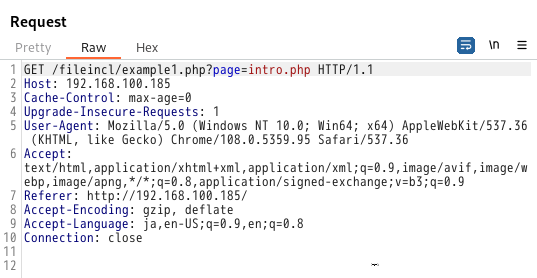 Request
Pretty Raw Hex \n
1 GET /fileincl/example1.php?page=intro.php HTTP/1.1
2 Host: 192.168.100.185
3 Cache-Control: max-age=0
4 Upgrade-Insecure-Requests: 1
5 User-Agent: Mozilla/5.0 (Windows NT 10.0; Win64; x64) AppleWebKit/537.36
(KHTML, like Gecko) Chrome/108.0.5359.95 Safari/537.36
6 Accept:
text/html,application/xhtml+xml,application/xml;q=0.9,image/avif,image/w
ebp,image/apng,*/*;q=0.8,application/signed-exchange;v=b3;q=0.9
7 Referer: http://192.168.100.185/
8 Accept-Encoding: gzip, deflate
9 Accept-Language: ja,en-US;q=0.9,en;q=0.8
10 Connection: close
11
12